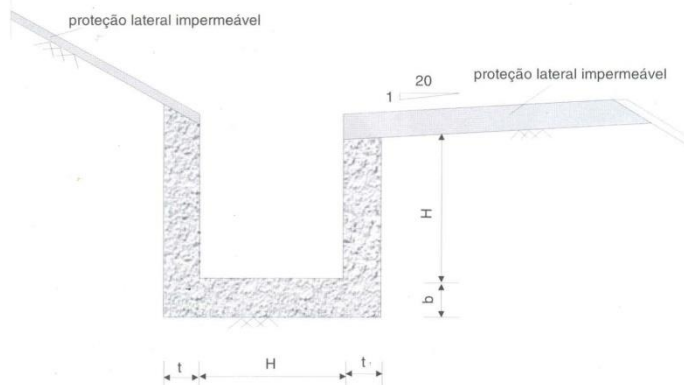 proteção lateral impermeável
20
1
proteção lateral impermeável
H
b
t
H
t